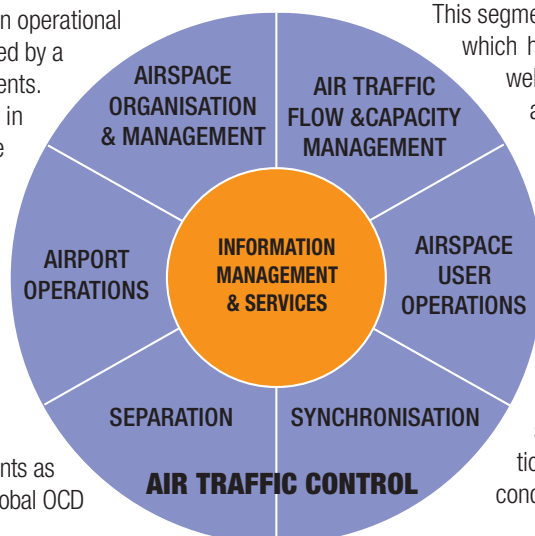 n operational
ed by a
ents.
in
e
This segme
which h
wel
a
AIRSPACE
ORGANISATION
& MANAGEMENT
AIR TRAFFIC
FLOW &CAPACITY
MANAGEMENT
AIRPORT
OPERATIONS
INFORMATION
MANAGEMENT
& SERVICES
AIRSPACE
USER
OPERATIONS
SEPARATION
SYNCHRONISATION
AIR TRAFFIC CONTROL
nts as
obal OCD
s
tio
conc